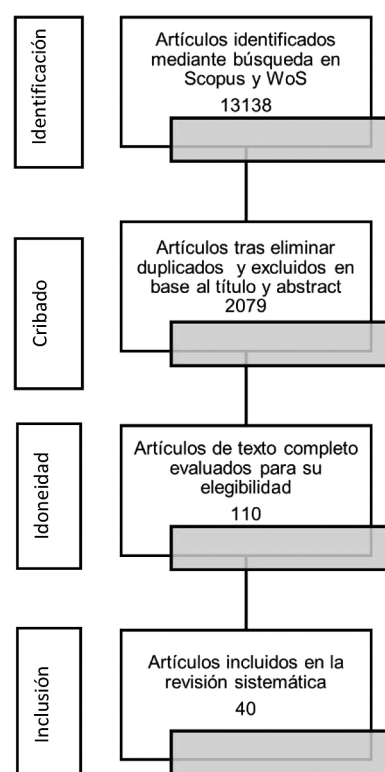 Identificación
Artículos identificados
mediante búsqueda en
Scopus y WoS
13138
Cribado
Artículos tras eliminar
duplicados y excluidos en
base al título y abstract
2079
Idoneidad
Artículos de texto completo
evaluados para su
elegibilidad
110
Inclusión
Artículos incluidos en la
revisión sistemática
40